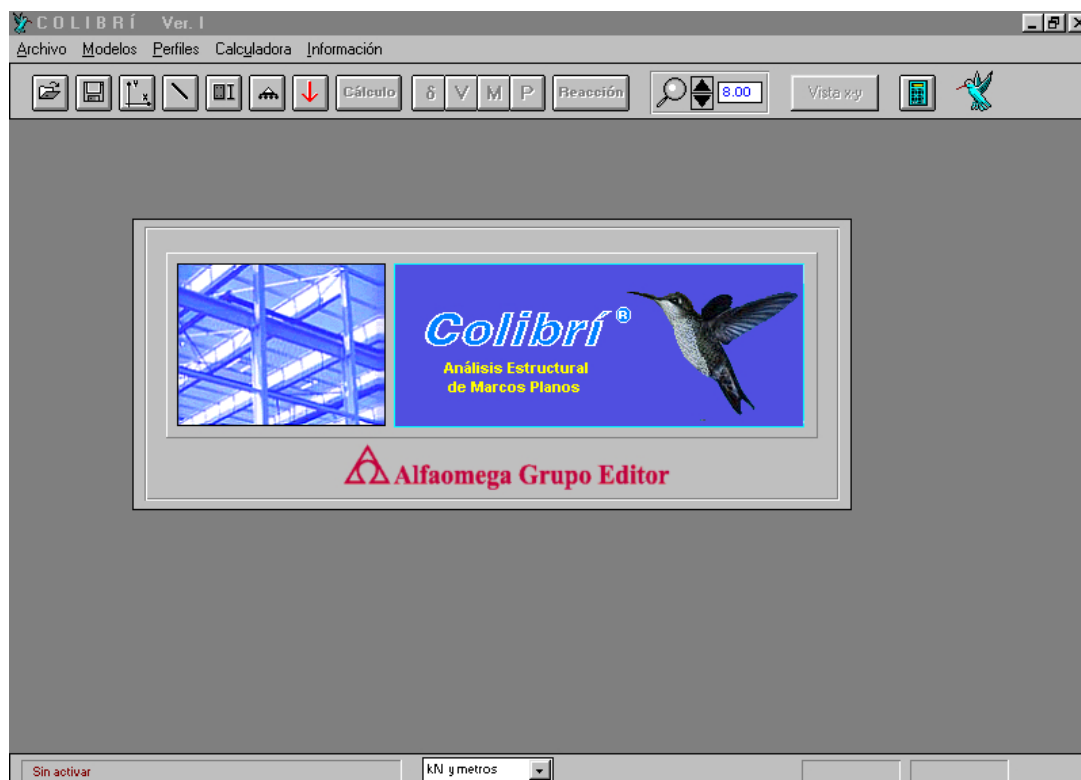 COLIBRÍ Ver. I
Archivo Modelos Perfiles Calculadora Información
Y X Cálculo δ V M P Reacción 8.00 Vista x-y
Colibrí ®
Análisis Estructural
de Marcos Planos
Alfaomega Grupo Editor
Sin activar kN y metros